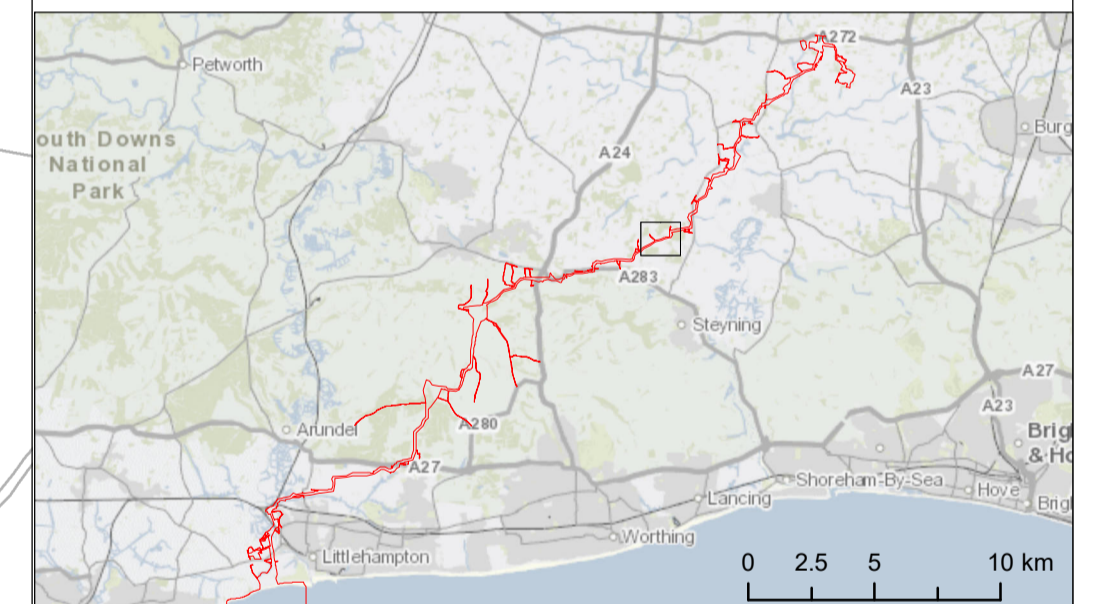 A272
Petworth
A23
Burg
outh Downs
National
Park
A24
A283
Steyning
A27
A23
Arundel
A280
Brig
& Ho
A27
Shoreham-By-Sea
Hove
Lancing
Brig
Worthing
Littlehampton
0 2.5 5 10 km